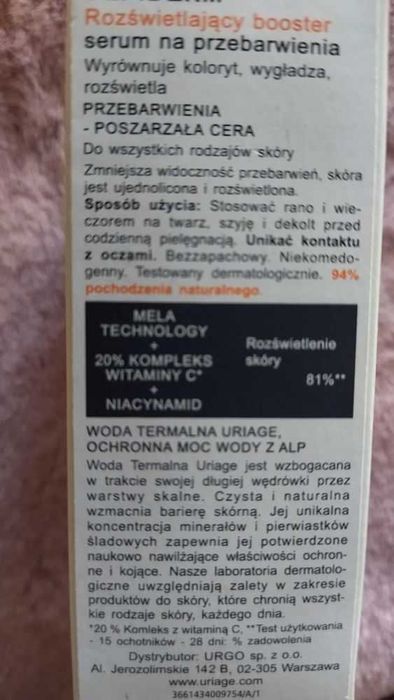 Rozświetlający booster
serum na przebarwienia
Wyrównuje koloryt, wygładza,
rozświetla
PRZEBARWIENIA
- POSZARZAŁA CERA
Do wszystkich rodzajów skóry
Zmniejsza widoczność przebarwień, skóra
jest ujednolicona i rozświetlona.
Sposób użycia: Stosować rano i wie-
czorem na twarz, szyję i dekolt przed
codzienną pielęgnacją. Unikać kontaktu
z oczami. Bezzapachowy. Niekomedo-
genny. Testowany dermatologicznie. 94%
pochodzenia naturalnego.
MELA
TECHNOLOGY
+
20% KOMPLEKS
WITAMINY C*
+
NIACYNAMID
Rozświetlenie
skóry
81%**
WODA TERMALNA URIAGE,
OCHRONNA MOC WODY Z ALP
Woda Termalna Uriage jest wzbogacana
w trakcie swojej długiej wędrówki przez
warstwy skalne. Czysta i naturalna
wzmacnia barierę skórną. Jej unikalna
koncentracja minerałów i pierwiastków
śladowych zapewnia jej potwierdzone
naukowo nawilżające właściwości ochron-
ne i kojące. Nasze laboratoria dermatolo-
giczne uwzględniają zalety w zakresie
produktów do skóry, które chronią wszyst-
kie rodzaje skóry, każdego dnia.
*20% Komleks z witaminą C, **Test użytkowania
- 15 ochotników - 28 dni: % zadowolenia
Dystrybutor: URGO sp. z o.o.
Al. Jerozolimskie 142 B, 02-305 Warszawa
www.uriage.com
3661434009754/A/1